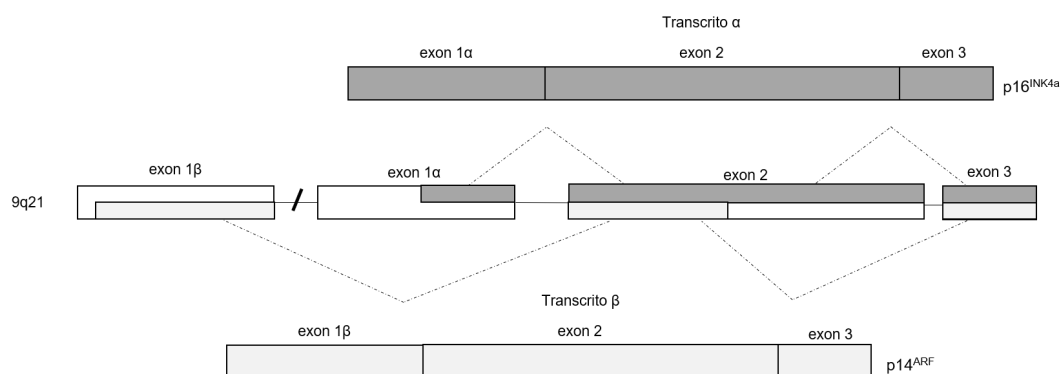 Transcrito α
exon 1α exon 2 exon 3
p16INK4a
exon 1β exon 1α exon 2 exon 3
9q21
Transcrito β
exon 1β exon 2 exon 3
p14ARF